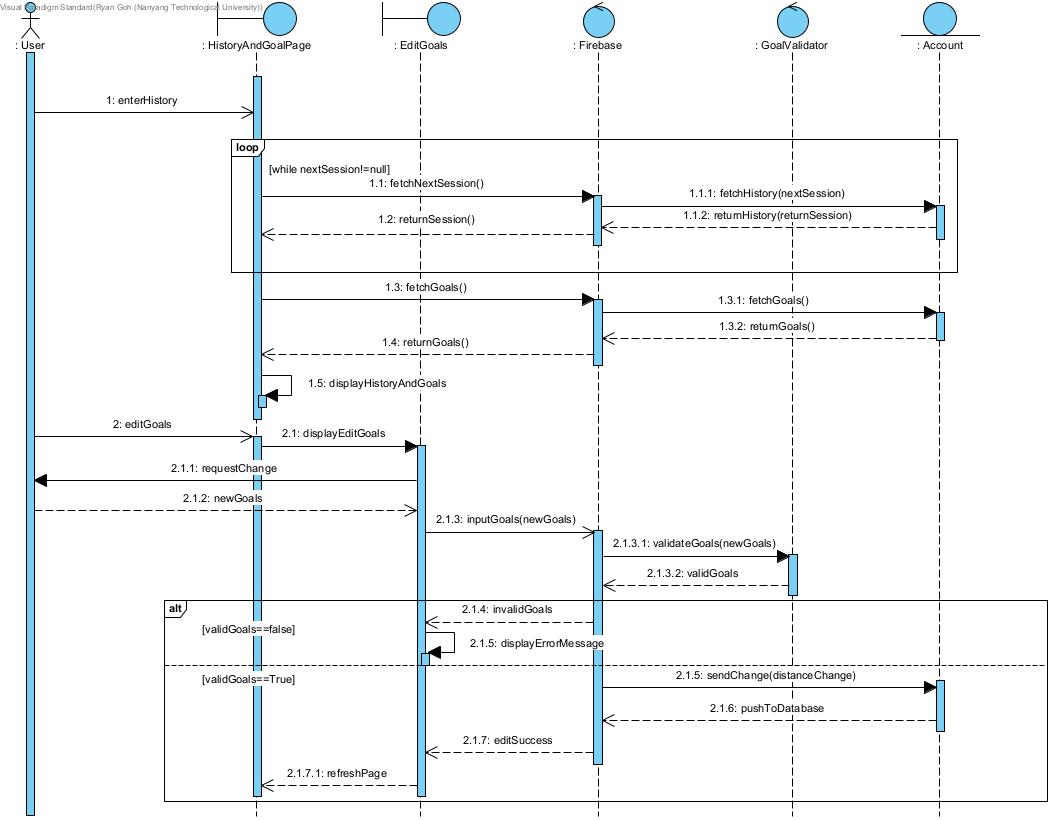 Visual Paradigm Standard(Ryan Goh (Nanyang Technological University))
: User
: HistoryAndGoalPage
: EditGoals
: Firebase
: GoalValidator
: Account
1: enterHistory
loop
[while nextSession!=null]
1.1: fetchNextSession()
1.1.1: fetchHistory(nextSession)
1.1.2: returnHistory(returnSession)
1.2: returnSession()
1.3: fetchGoals()
1.3.1: fetchGoals()
1.3.2: returnGoals()
1.4: returnGoals()
1.5: displayHistoryAndGoals
2: editGoals
2.1: displayEditGoals
2.1.1: requestChange
2.1.2: newGoals
2.1.3: inputGoals(newGoals)
2.1.3.1: validateGoals(newGoals)
2.1.3.2: validGoals
alt
2.1.4: invalidGoals
[validGoals==false]
2.1.5: displayErrorMessage
[validGoals==True]
2.1.5: sendChange(distanceChange)
2.1.6: pushToDatabase
2.1.7: editSuccess
2.1.7.1: refreshPage